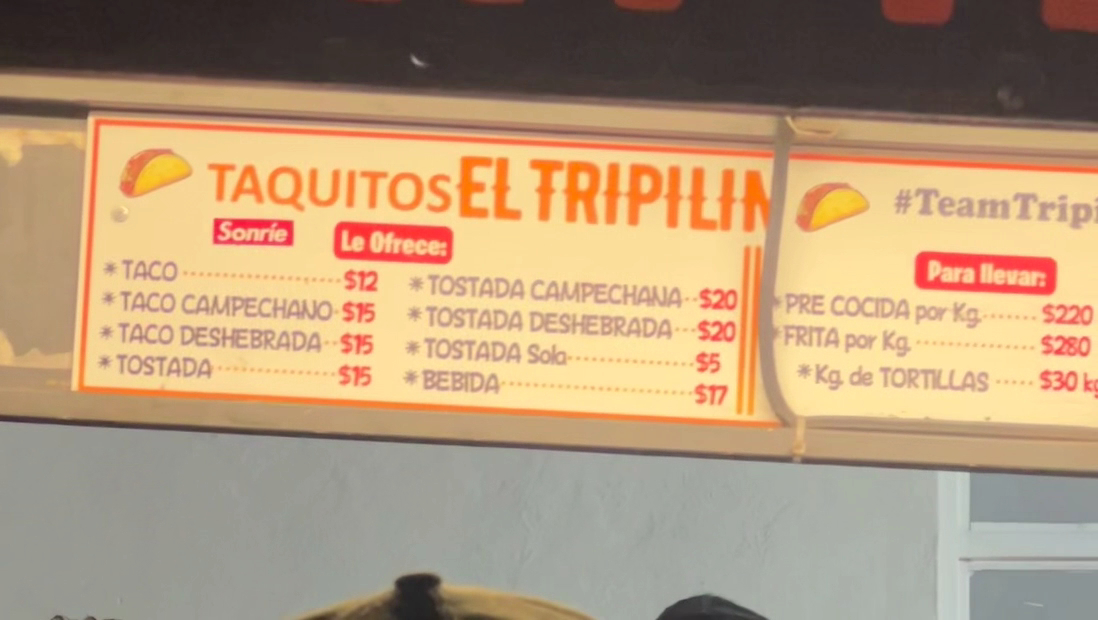 TAQUITOS EL TRIPILIN
Sonríe Le Ofrece:
*TACO ........................ $12
*TACO CAMPECHANO. $15
*TACO DESHEBRADA .. $15
*TOSTADA .................. $15
*TOSTADA CAMPECHANA .. $20
*TOSTADA DESHEBRADA ... $20
*TOSTADA Sola ................. $5
*BEBIDA .......................... $17
#TeamTripi
Para llevar:
*PRE COCIDA por Kg. ....... $220
*FRITA por Kg. ................ $280
*Kg. de TORTILLAS ..... $30 kg